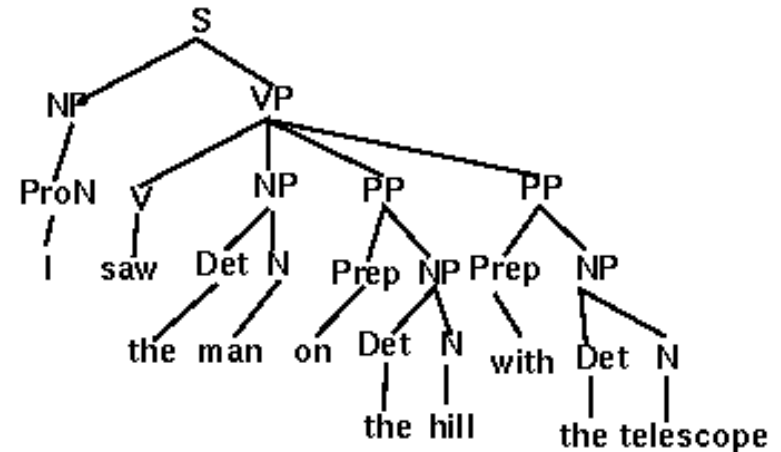 S
NP VP
ProN V NP PP PP
I saw Det N Prep NP Prep NP
the man on Det N with Det N
the hill the telescope